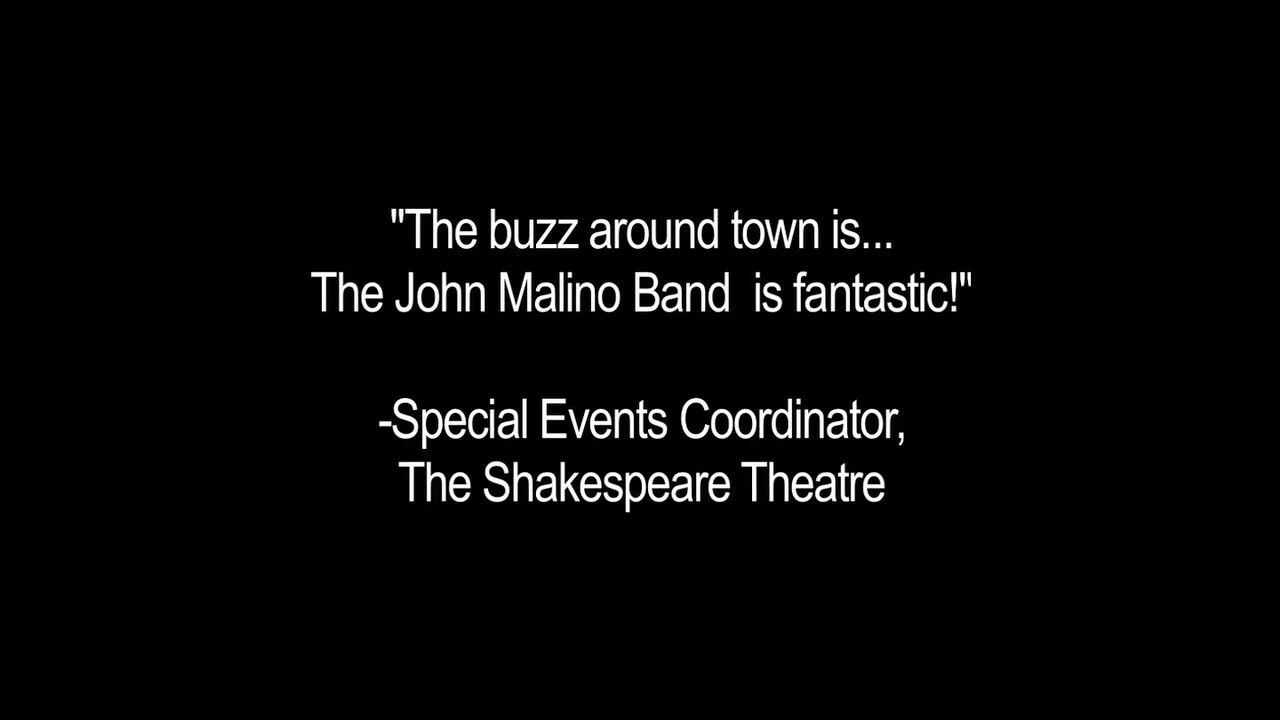 "The buzz around town is...
The John Malino Band  is fantastic!"
-Special Events Coordinator,
The Shakespeare Theatre